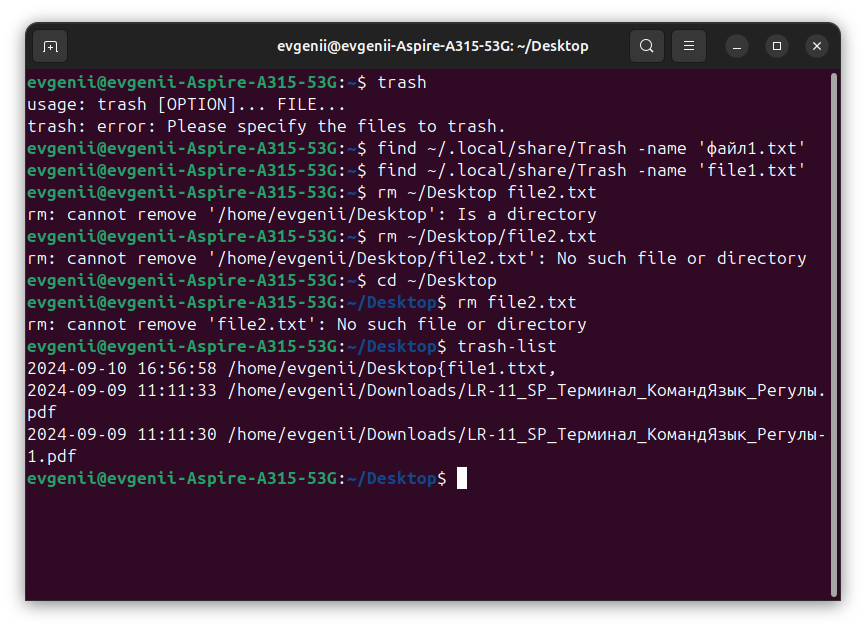 evgenii@evgenii-Aspire-A315-53G: ~/Desktop
evgenii@evgenii-Aspire-A315-53G:~$ trash
usage: trash [OPTION]... FILE...
trash: error: Please specify the files to trash.
evgenii@evgenii-Aspire-A315-53G:~$ find ~/.local/share/Trash -name 'файл1.txt'
evgenii@evgenii-Aspire-A315-53G:~$ find ~/.local/share/Trash -name 'file1.txt'
evgenii@evgenii-Aspire-A315-53G:~$ rm ~/Desktop file2.txt
rm: cannot remove '/home/evgenii/Desktop': Is a directory
evgenii@evgenii-Aspire-A315-53G:~$ rm ~/Desktop/file2.txt
rm: cannot remove '/home/evgenii/Desktop/file2.txt': No such file or directory
evgenii@evgenii-Aspire-A315-53G:~$ cd ~/Desktop
evgenii@evgenii-Aspire-A315-53G:~/Desktop$ rm file2.txt
rm: cannot remove 'file2.txt': No such file or directory
evgenii@evgenii-Aspire-A315-53G:~/Desktop$ trash-list
2024-09-10 16:56:58 /home/evgenii/Desktop{file1.ttxt,
2024-09-09 11:11:33 /home/evgenii/Downloads/LR-11_SP_Терминал_КомандЯзык_Регулы.
pdf
2024-09-09 11:11:30 /home/evgenii/Downloads/LR-11_SP_Терминал_КомандЯзык_Регулы-
1.pdf
evgenii@evgenii-Aspire-A315-53G:~/Desktop$